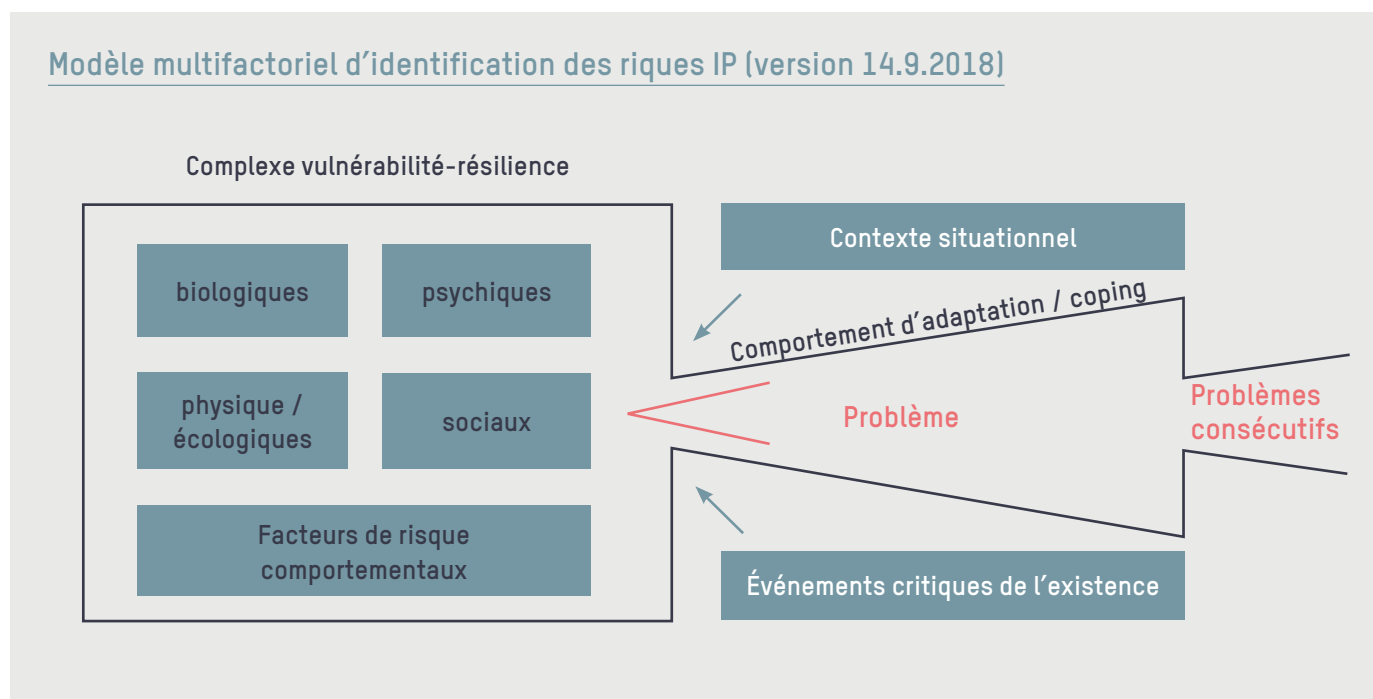 Modèle multifactoriel d’identification des riques IP (version 14.9.2018)
Complexe vulnérabilité-résilience
biologiques
psychiques
physique /
écologiques
sociaux
Facteurs de risque
comportementaux
Contexte situationnel
Comportement d’adaptation / coping
Problème
Événements critiques de l’existence
Problèmes
consécutifs